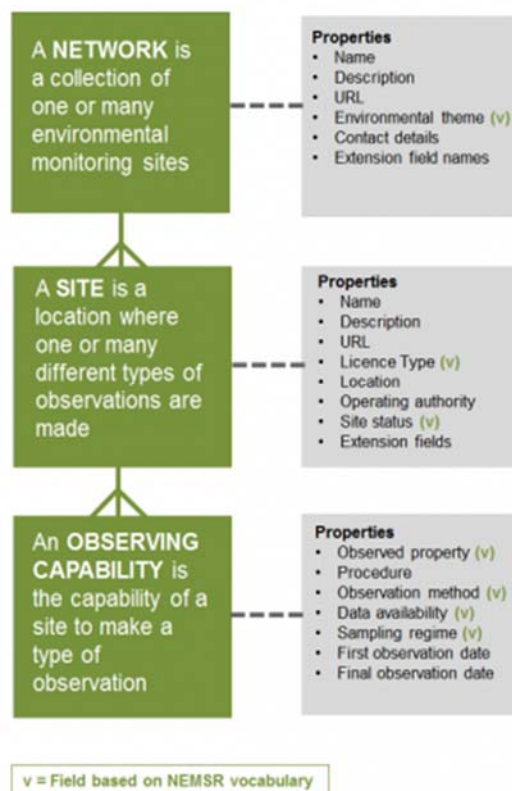 A NETWORK is
a collection of
one or many
environmental
monitoring sites
Properties
• Name
• Description
• URL
• Environmental theme (v)
• Contact details
• Extension field names
A SITE is a
location where
one or many
different types of
observations are
made
Properties
• Name
• Description
• URL
• Licence Type (v)
• Location
• Operating authority
• Site status (v)
• Extension fields
An OBSERVING
CAPABILITY is
the capability of a
site to make a
type of
observation
Properties
• Observed property (v)
• Procedure
• Observation method (v)
• Data availability (v)
• Sampling regime (v)
• First observation date
• Final observation date
v = Field based on NEMSR vocabulary